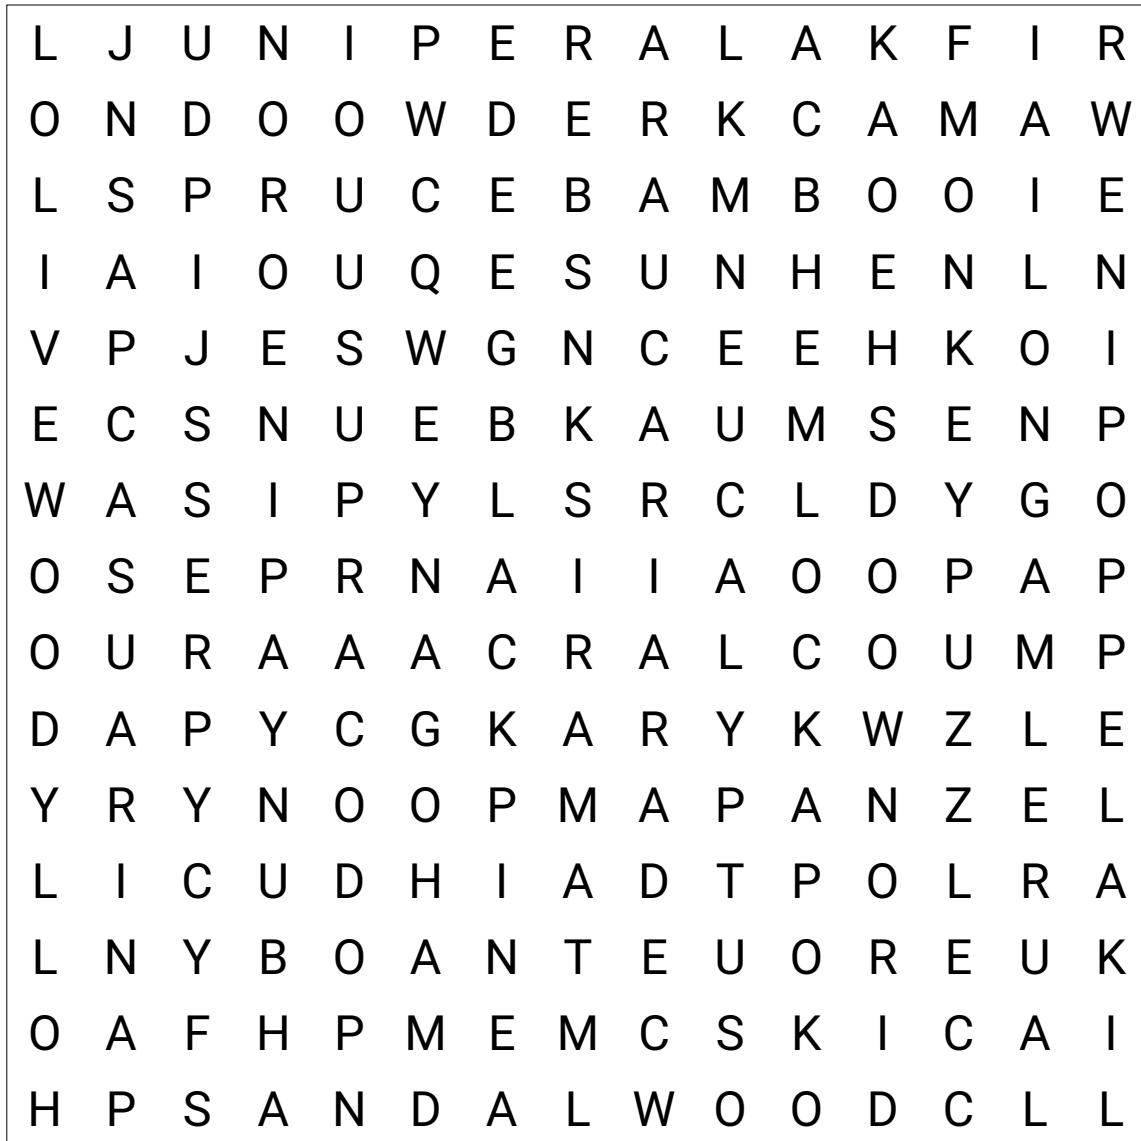 L J U N I P E R A L A K F I R
O N D O O W D E R K C A M A W
L S P R U C E B A M B O O I E
I A I O U Q E S U N H E N L N
V P J E S W G N C E E H K O I
E C S N U E B K A U M S E N P
W A S I P Y L S R C L D Y G O
O S E P R N A I I A O O P A P
O U R A A A C R A L C O U M P
D A P Y C G K A R Y K W Z L E
Y R Y N O O P M A P A N Z E L
L I C U D H I A D T P O L R A
L N Y B O A N T E U O R E U K
O A F H P M E M C S K I C A I
H P S A N D A L W O O D C L L